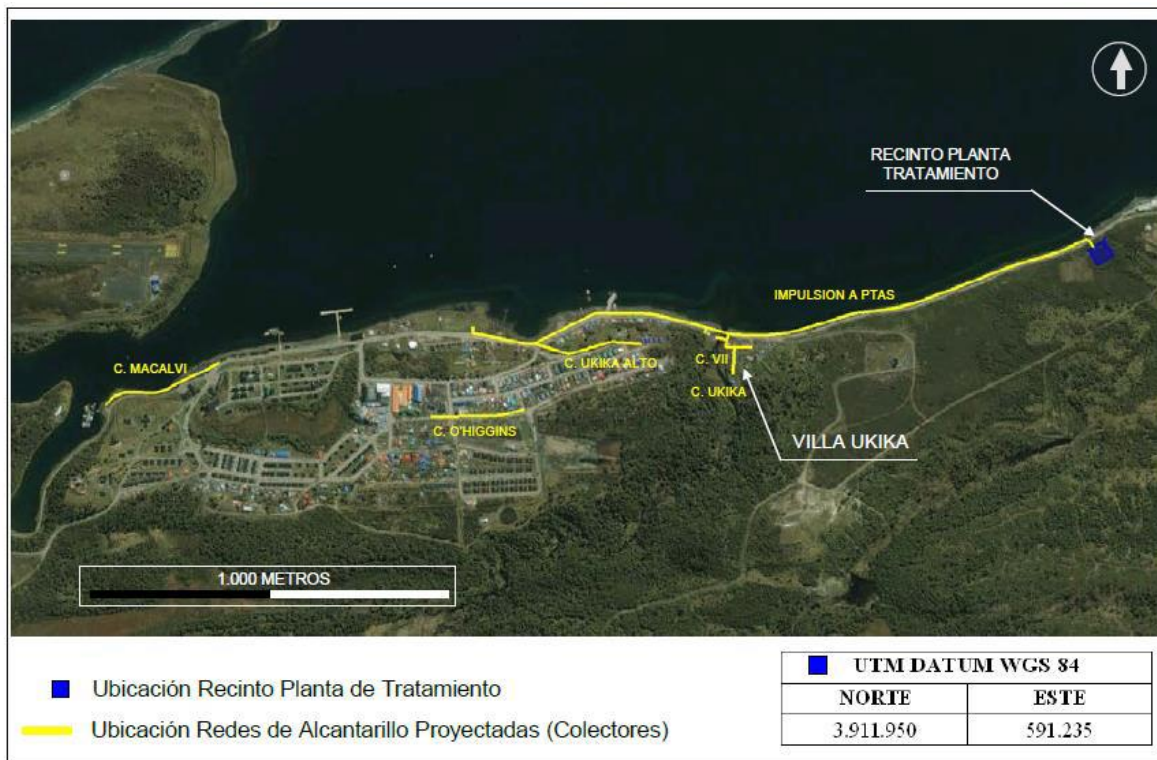 RECINTO PLANTA
TRATAMIENTO
IMPULSION A PTAS
C. MACALVI
C. UKIKA ALTO
C. VII
C. UKIKA
C. O'HIGGINS
VILLA UKIKA
1.000 METROS
Ubicación Recinto Planta de Tratamiento
Ubicación Redes de Alcantarillo Proyectadas (Colectores)
UTM DATUM WGS 84
NORTE ESTE
3.911.950 591.235